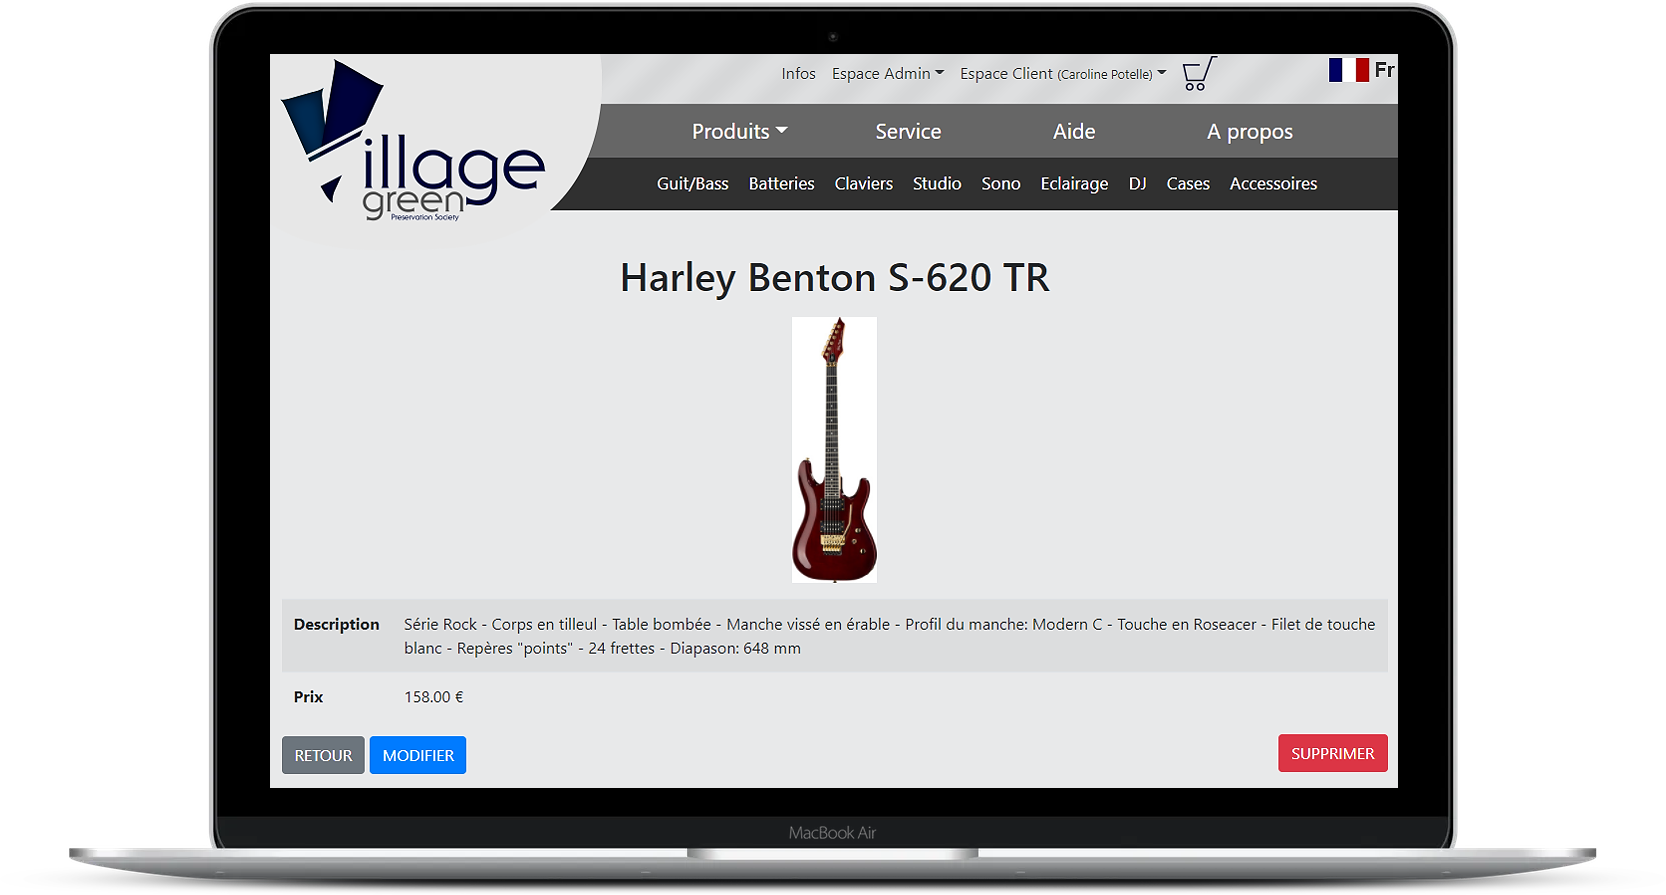 Infos Espace Admin Espace Client (Caroline Potelle) Fr
Produits Service Aide A propos
Guit/Bass Batteries Claviers Studio Sono Eclairage DJ Cases Accessoires
illage
green
Preservation Society
Harley Benton S-620 TR
Description Série Rock - Corps en tilleul - Table bombée - Manche vissé en érable - Profil du manche: Modern C - Touche en Roseacer - Filet de touche
blanc - Repères "points" - 24 frettes - Diapason: 648 mm
Prix 158.00 €
RETOUR MODIFIER SUPPRIMER
MacBook Air